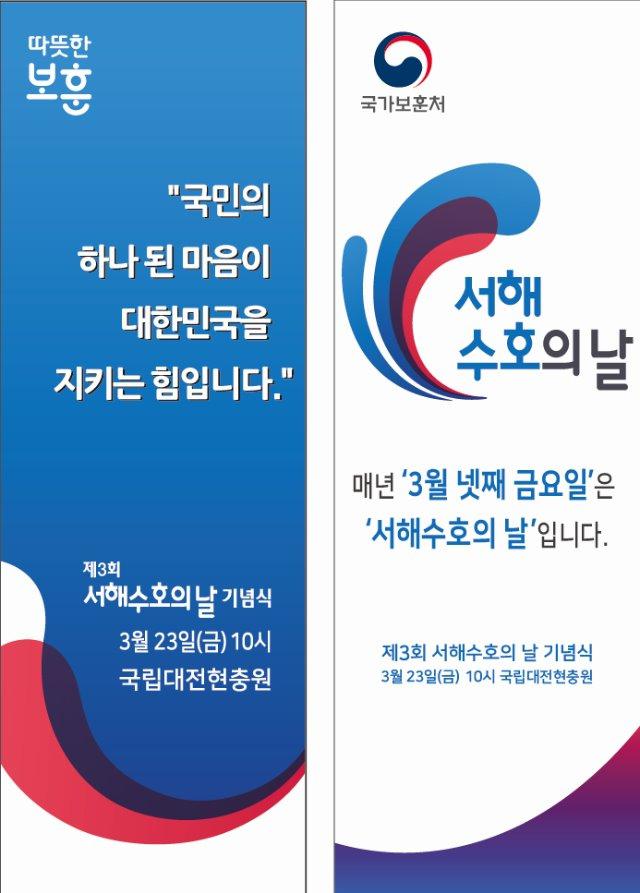 따뜻한
보훈
"국민의
하나 된 마음이
대한민국을
지키는 힘입니다."
제3회
서해수호의 날 기념식
3월 23일(금) 10시
국립대전현충원
국가보훈처
서해
수호의 날
매년 '3월 넷째 금요일'은
'서해수호의 날'입니다.
제3회 서해수호의 날 기념식
3월 23일(금) 10시 국립대전현충원